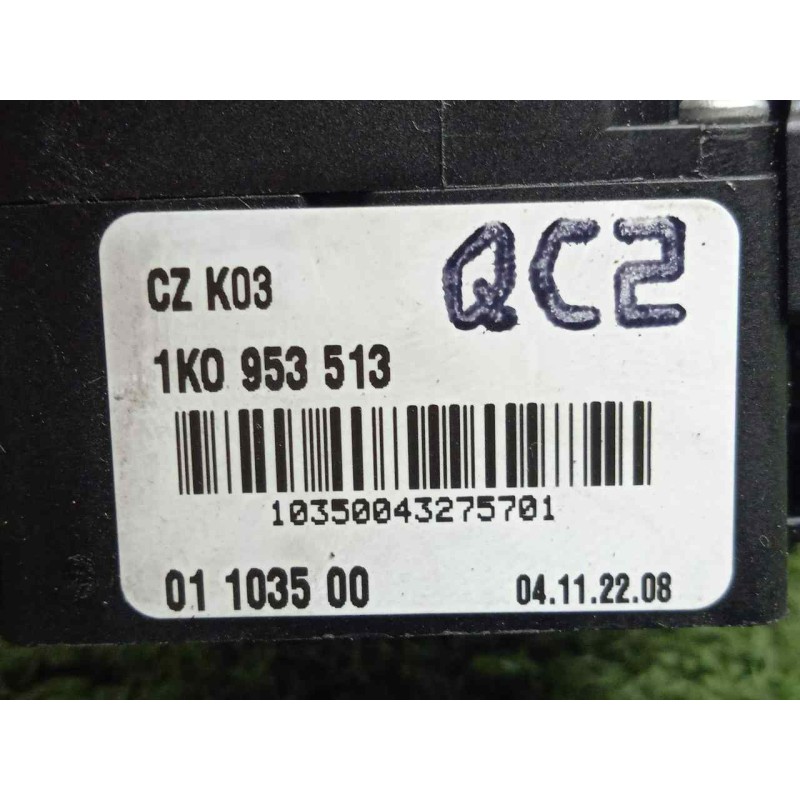 CZ K03
QC2
1K0 953 513
10350043275701
01 1035 00
04.11.22.08